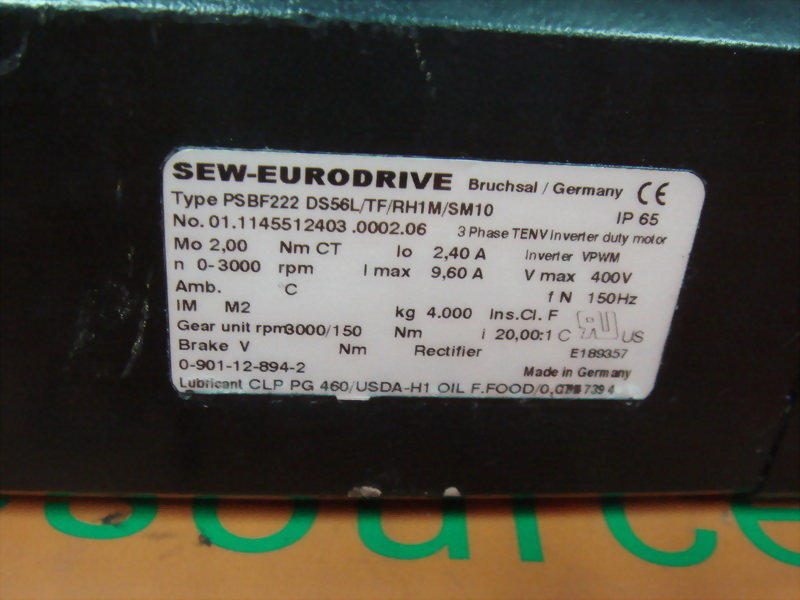 SEW-EURODRIVE Bruchsal / Germany CE
Type PSBF222 DS56L/TF/RH1M/SM10 IP 65
No. 01.1145512403 .0002.06 3 Phase TENV Inverter duty motor
Mo 2,00 Nm CT Io 2,40 A Inverter VPWM
n 0-3000 rpm I max 9,60 A V max 400V
Amb. C f N 150Hz
IM M2 kg 4.000 Ins.Cl. F
Gear unit rpm3000/150 Nm i 20,00:1 C RU US
Brake V Nm Rectifier E189357
0-901-12-894-2 Made in Germany
Lubricant CLP PG 460/USDA-H1 OIL F.FOOD/0,
source